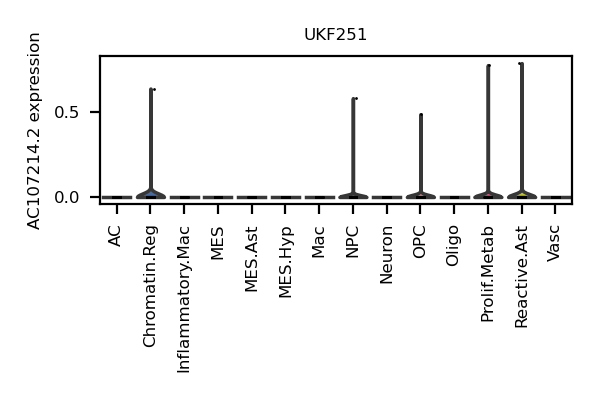 UKF251
AC107214.2 expression
0.5
0.0
AC
Chromatin.Reg
Inflammatory.Mac
MES
MES.Ast
MES.Hyp
Mac
NPC
Neuron
OPC
Oligo
Prolif.Metab
Reactive.Ast
Vasc